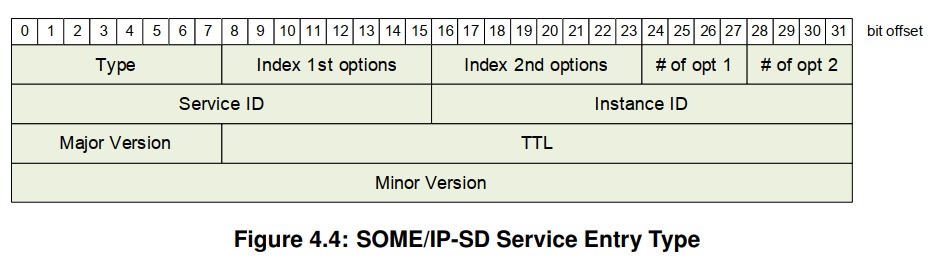 0 1 2 3 4 5 6 7 8 9 10 11 12 13 14 15 16 17 18 19 20 21 22 23 24 25 26 27 28 29 30 31 bit offset
Type Index 1st options Index 2nd options # of opt 1 # of opt 2
Service ID Instance ID
Major Version TTL
Minor Version
Figure 4.4: SOME/IP-SD Service Entry Type